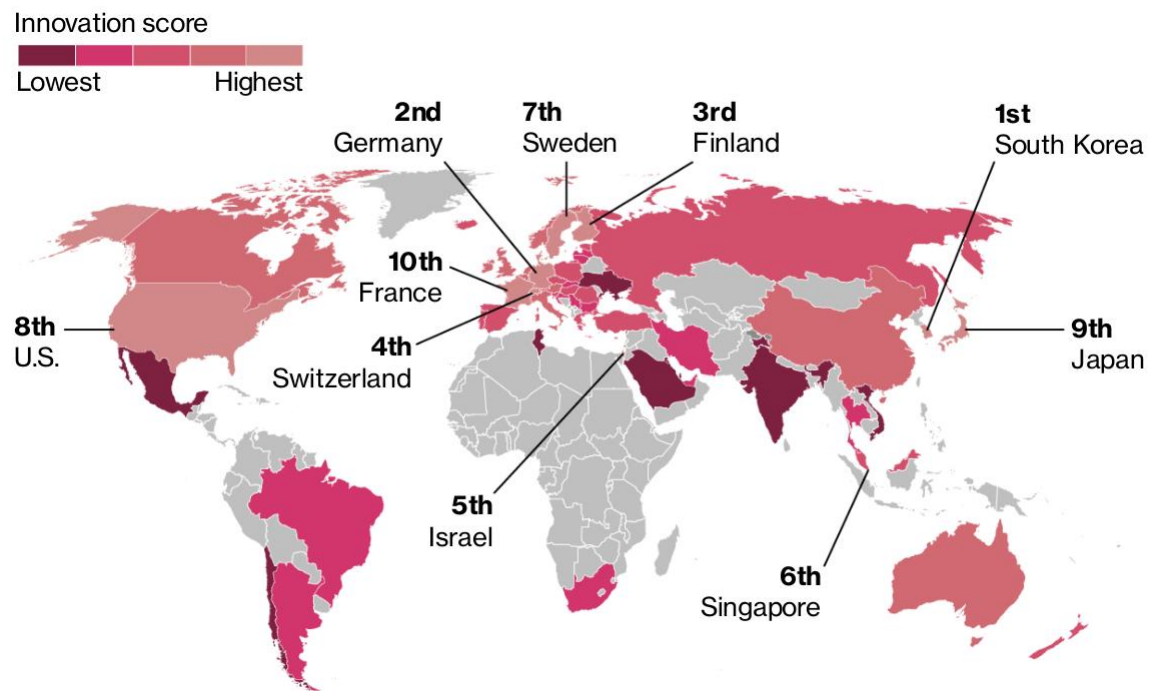 Innovation score
Lowest Highest
2nd
Germany
7th
Sweden
3rd
Finland
1st
South Korea
10th
France
8th
U.S.
4th
Switzerland
9th
Japan
5th
Israel
6th
Singapore